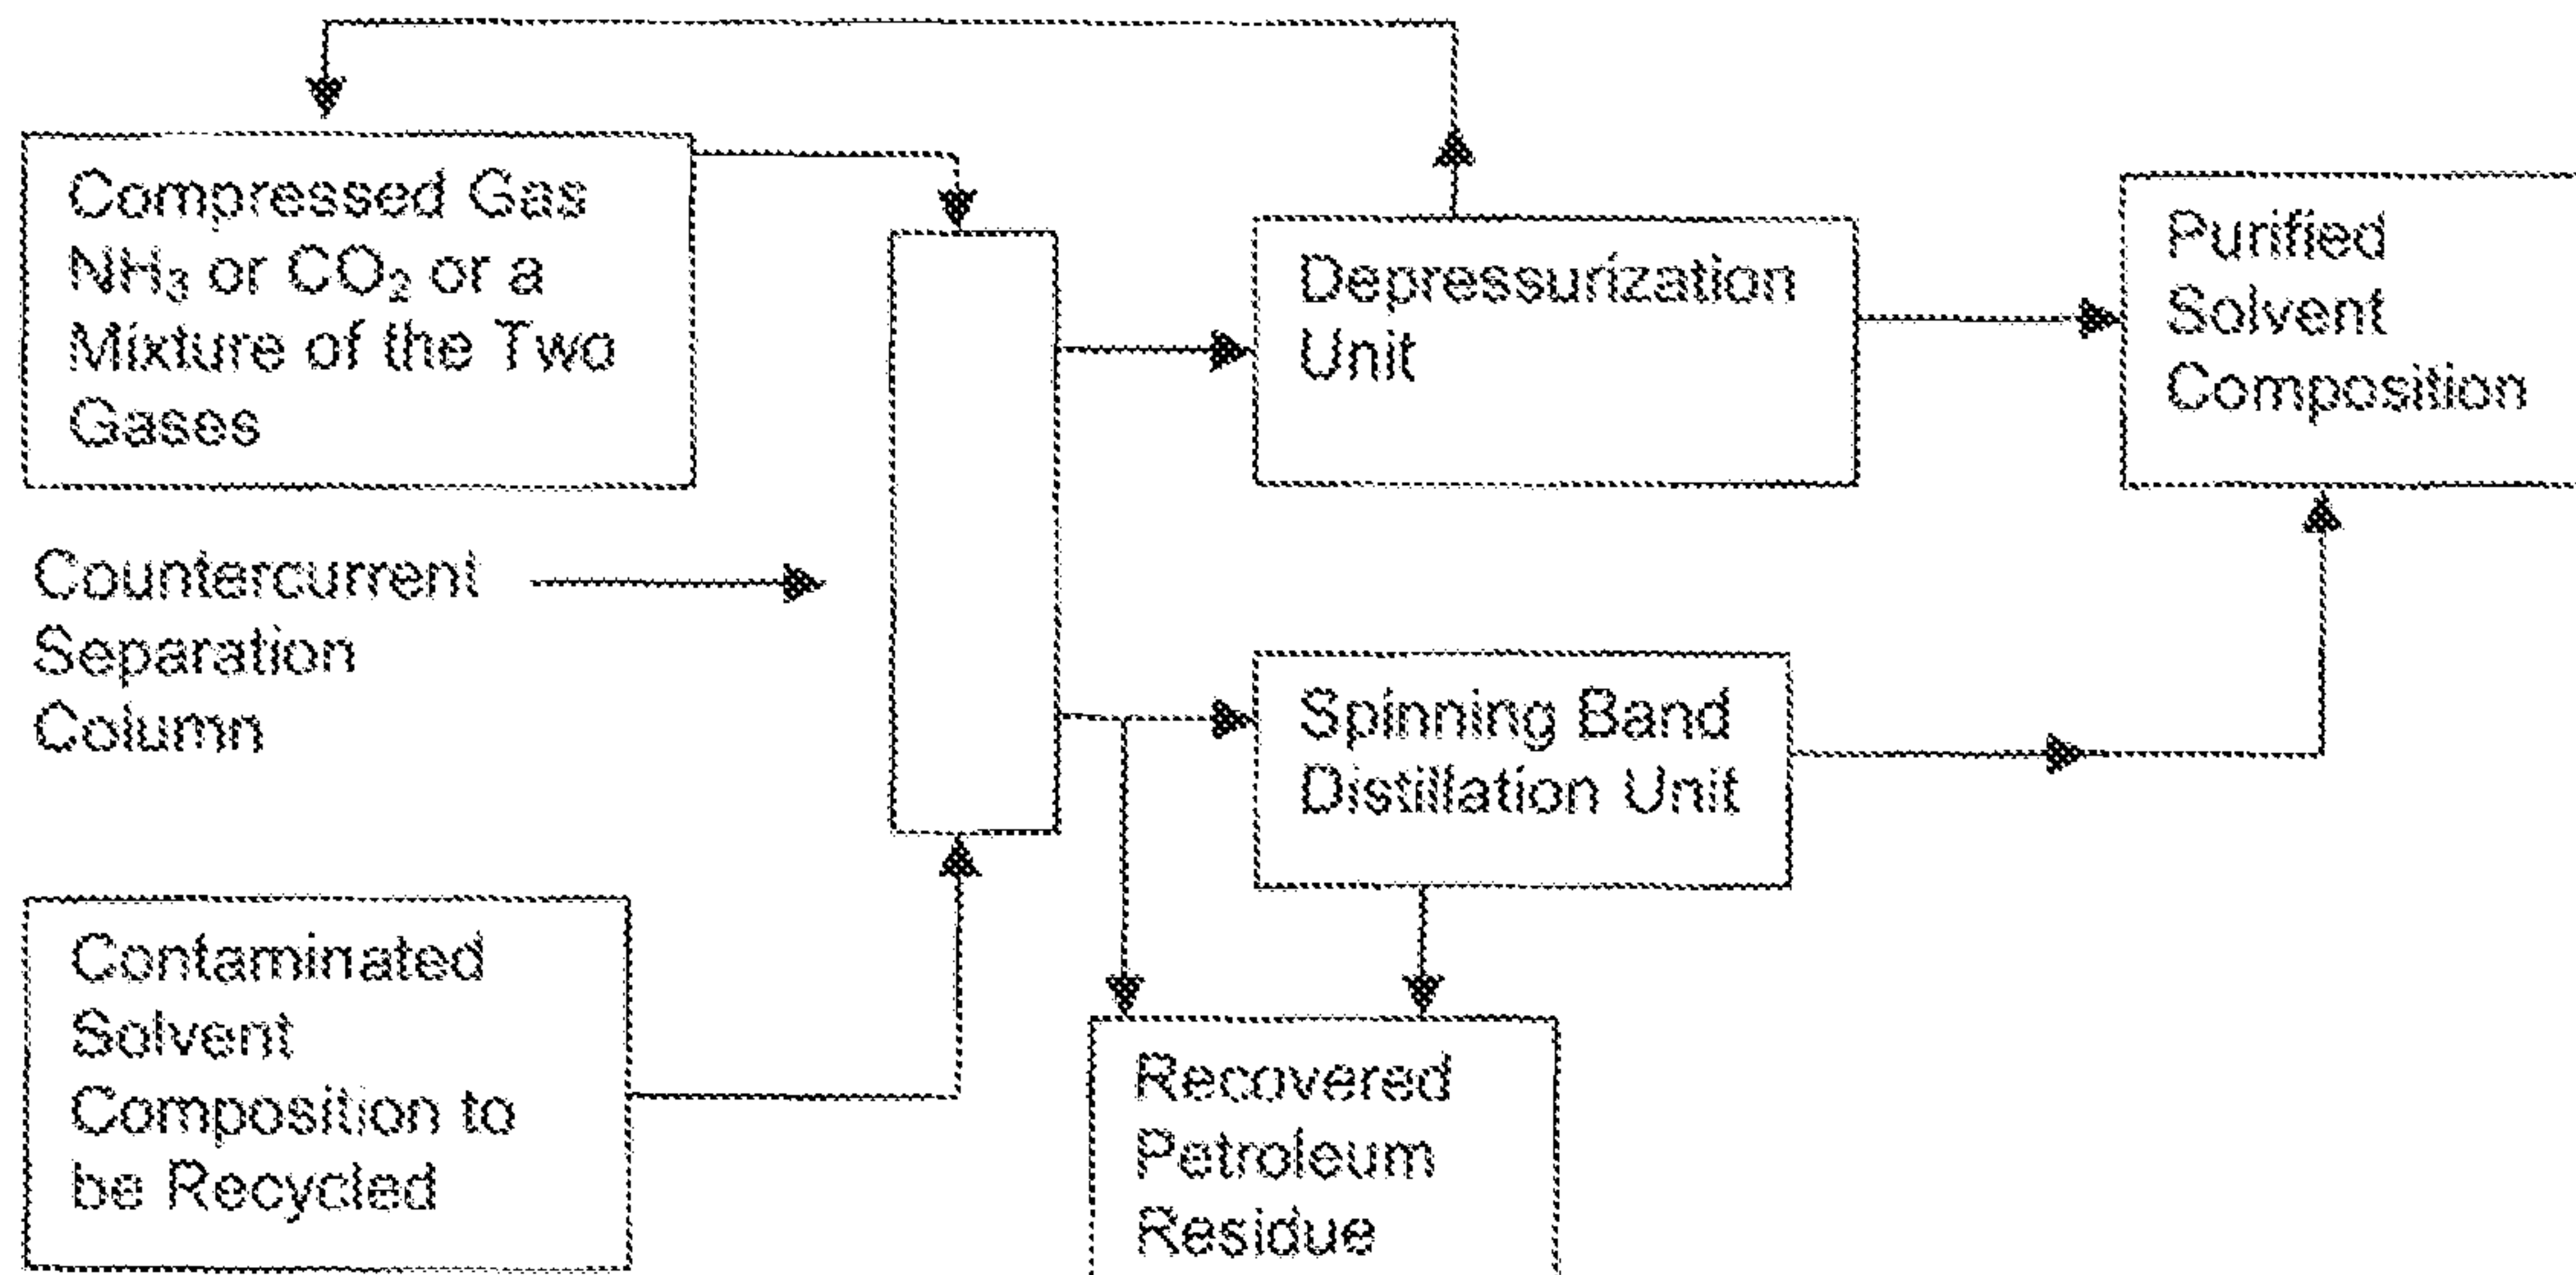 Compressed Gas
NH₃ or CO₂ or a
Mixture of the Two
Gases
Depressurization
Unit
Purified
Solvent
Composition
Countercurrent
Separation
Column
Spinning Band
Distillation Unit
Contaminated
Solvent
Composition to
be Recycled
Recovered
Petroleum
Residue